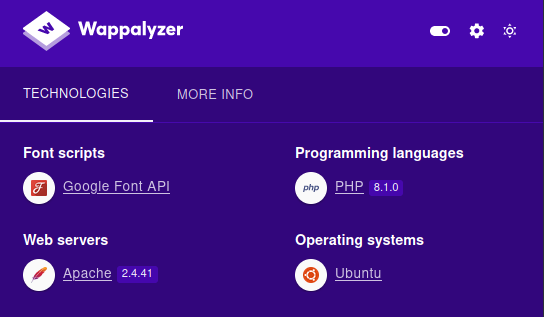 Wappalyzer
TECHNOLOGIES MORE INFO
Font scripts
Google Font API
Programming languages
php PHP 8.1.0
Web servers
Apache 2.4.41
Operating systems
Ubuntu